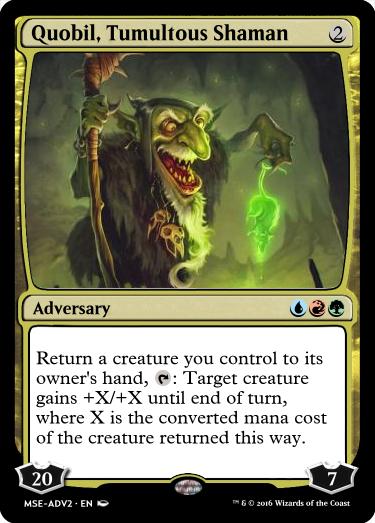 Quobil, Tumultous Shaman 2
Adversary
Return a creature you control to its
owner's hand, : Target creature
gains +X/+X until end of turn,
where X is the converted mana cost
of the creature returned this way.
20
7
MSE-ADV2 • EN
™ & © 2016 Wizards of the Coast